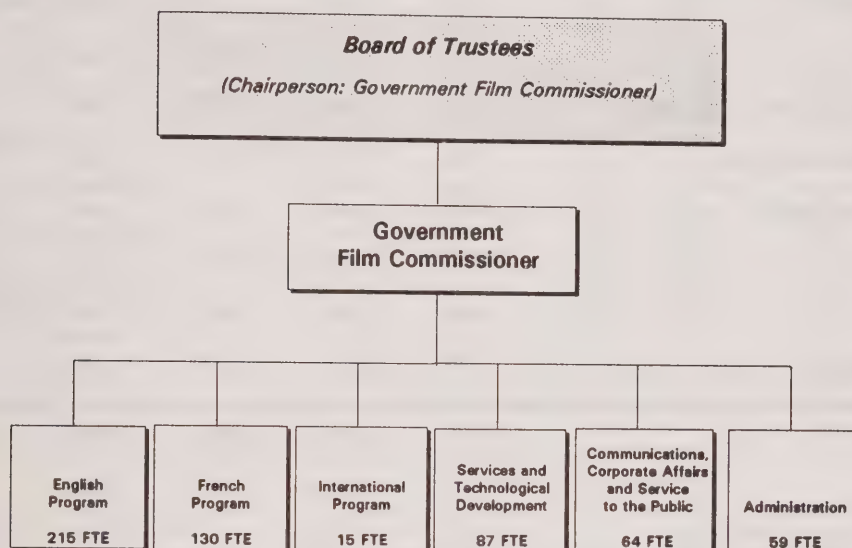 Board of Trustees
(Chairperson: Government Film Commissioner)
Government
Film Commissioner
English
Program
215 FTE
French
Program
130 FTE
International
Program
15 FTE
Services and
Technological
Development
87 FTE
Communications,
Corporate Affairs
and Service
to the Public
64 FTE
Administration
59 FTE